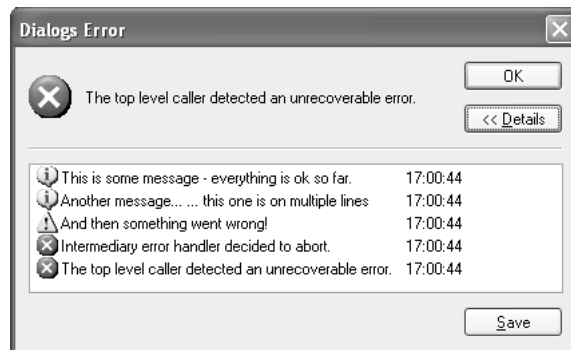 Dialogs Error
The top level caller detected an unrecoverable error.
OK
<< Details
This is some message - everything is ok so far. 17:00:44
Another message... ... this one is on multiple lines 17:00:44
And then something went wrong! 17:00:44
Intermediary error handler decided to abort. 17:00:44
The top level caller detected an unrecoverable error. 17:00:44
Save